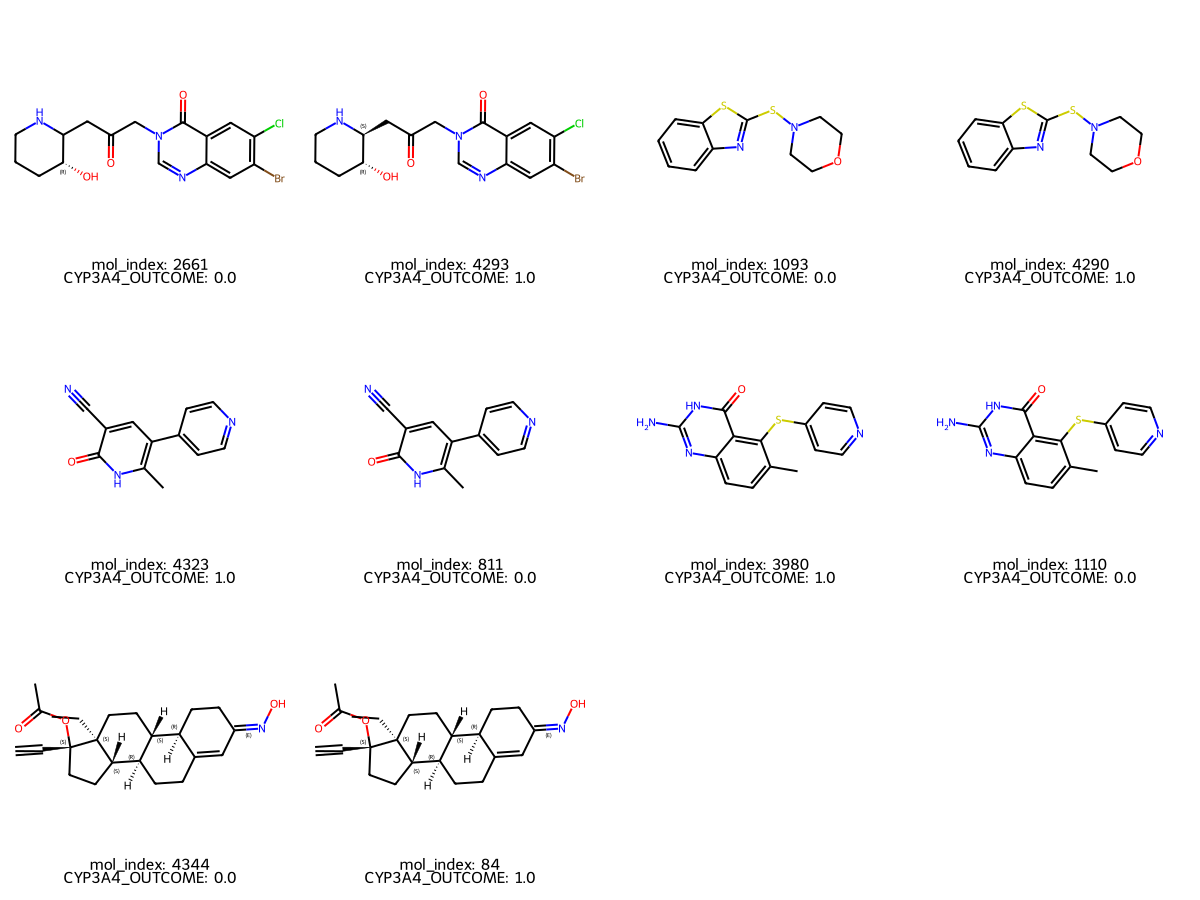 mol_index: 2661
CYP3A4_OUTCOME: 0.0
mol_index: 4293
CYP3A4_OUTCOME: 1.0
mol_index: 1093
CYP3A4_OUTCOME: 0.0
mol_index: 4290
CYP3A4_OUTCOME: 1.0
mol_index: 4323
CYP3A4_OUTCOME: 1.0
mol_index: 811
CYP3A4_OUTCOME: 0.0
mol_index: 3980
CYP3A4_OUTCOME: 1.0
mol_index: 1110
CYP3A4_OUTCOME: 0.0
mol_index: 4344
CYP3A4_OUTCOME: 0.0
mol_index: 84
CYP3A4_OUTCOME: 1.0